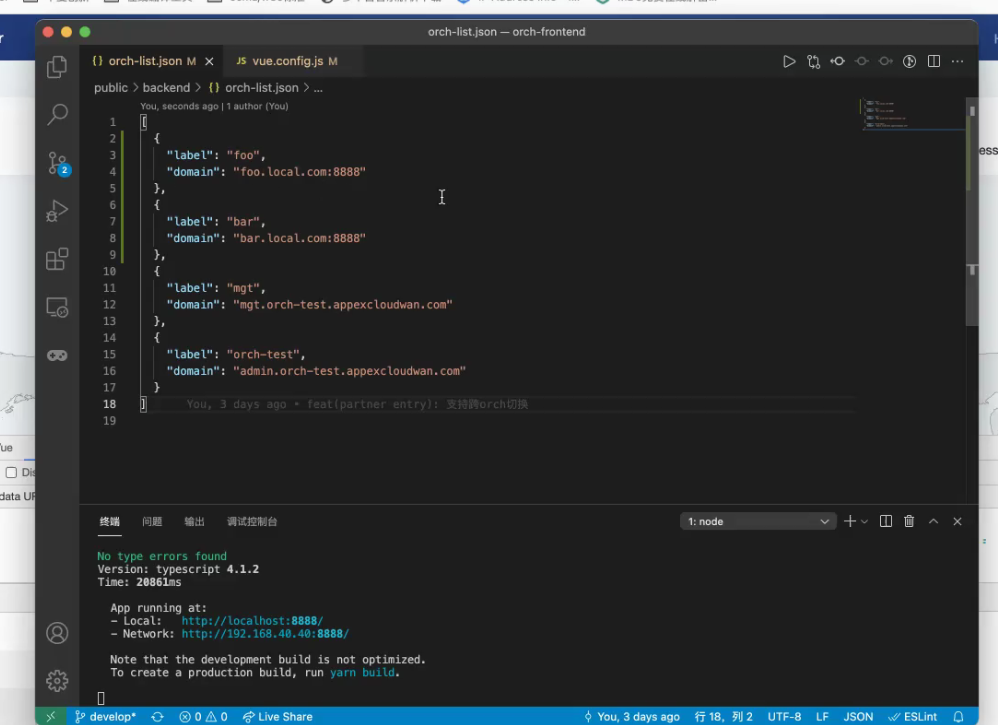 orch-list.json — orch-frontend
{} orch-list.json M ×
JS vue.config.js M
public > backend > {} orch-list.json > ...
You, seconds ago | 1 author (You)
1 [
2 {
3 "label": "foo",
4 "domain": "foo.local.com:8888"
5 },
6 {
7 "label": "bar",
8 "domain": "bar.local.com:8888"
9 },
10 {
11 "label": "mgt",
12 "domain": "mgt.orch-test.appexcloudwan.com"
13 },
14 {
15 "label": "orch-test",
16 "domain": "admin.orch-test.appexcloudwan.com"
17 }
18 ] You, 3 days ago • feat(partner entry): 支持跨orch切换
19
2
终端 问题 输出 调试控制台 1: node
No type errors found
Version: typescript 4.1.2
Time: 20861ms
App running at:
- Local: http://localhost:8888/
- Network: http://192.168.40.40:8888/
Note that the development build is not optimized.
To create a production build, run yarn build.
develop* 0 0 Live Share You, 3 days ago 行 18，列 2 UTF-8 LF JSON ESLint